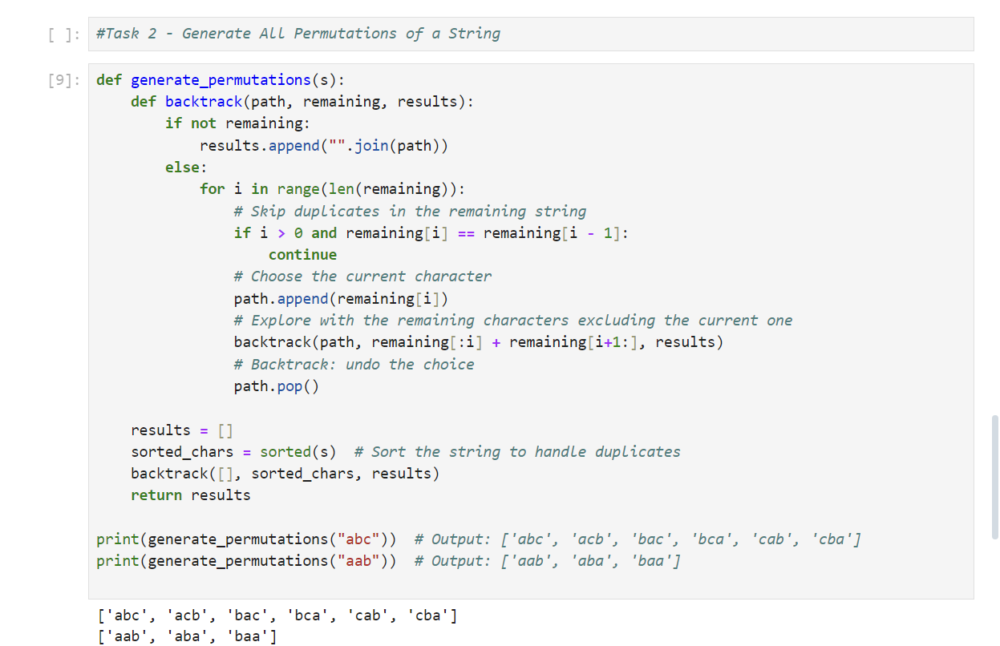 [ ]: #Task 2 - Generate All Permutations of a String
[9]: def generate_permutations(s):
    def backtrack(path, remaining, results):
        if not remaining:
            results.append("".join(path))
        else:
            for i in range(len(remaining)):
                # Skip duplicates in the remaining string
                if i > 0 and remaining[i] == remaining[i - 1]:
                    continue
                # Choose the current character
                path.append(remaining[i])
                # Explore with the remaining characters excluding the current one
                backtrack(path, remaining[:i] + remaining[i+1:], results)
                # Backtrack: undo the choice
                path.pop()
    results = []
    sorted_chars = sorted(s)  # Sort the string to handle duplicates
    backtrack([], sorted_chars, results)
    return results
print(generate_permutations("abc"))  # Output: ['abc', 'acb', 'bac', 'bca', 'cab', 'cba']
print(generate_permutations("aab"))  # Output: ['aab', 'aba', 'baa']
['abc', 'acb', 'bac', 'bca', 'cab', 'cba']
['aab', 'aba', 'baa']